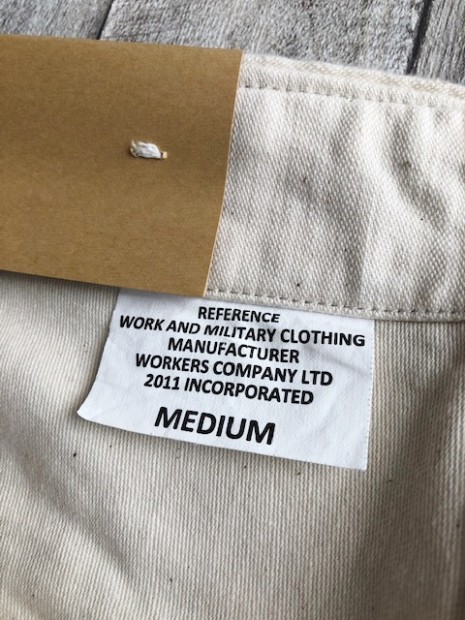 REFERENCE
WORK AND MILITARY CLOTHING
MANUFACTURER
WORKERS COMPANY LTD
2011 INCORPORATED
MEDIUM